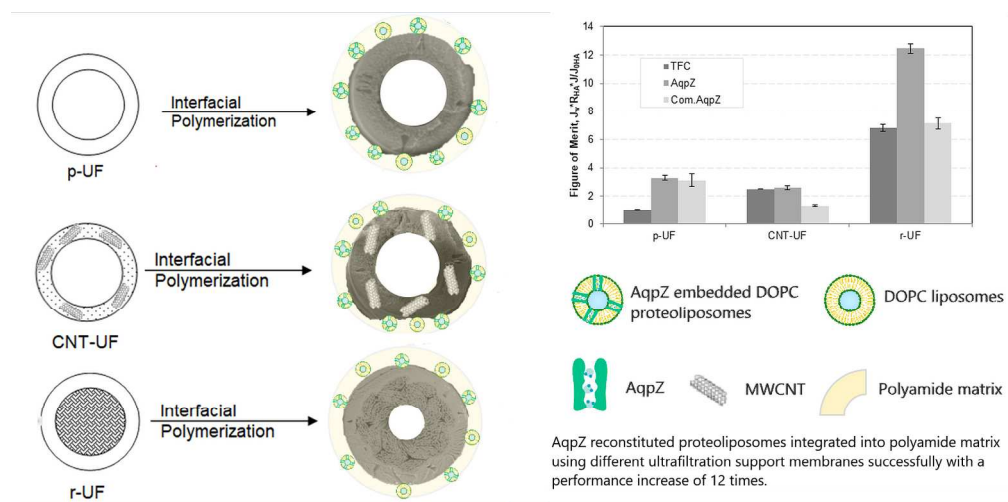 Interfacial
Polymerization
p-UF
Interfacial
Polymerization
CNT-UF
Interfacial
Polymerization
r-UF
Figure of Merit, Jv*RHA*J/J0HA
14
12
10
8
6
4
2
0
TFC
AqpZ
Com.AqpZ
p-UF
CNT-UF
r-UF
AqpZ embedded DOPC
proteoliposomes
DOPC liposomes
AqpZ
MWCNT
Polyamide matrix
AqpZ reconstituted proteoliposomes integrated into polyamide matrix
using different ultrafiltration support membranes successfully with a
performance increase of 12 times.